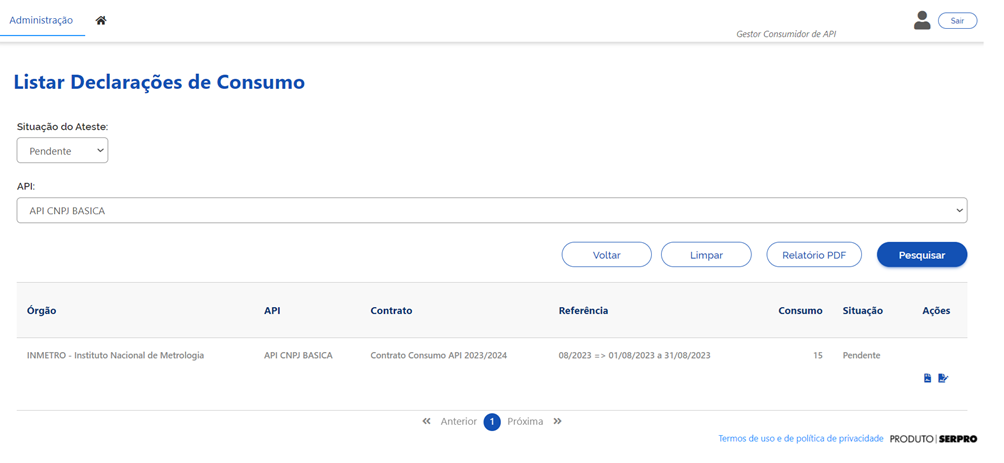 Administração
Gestor Consumidor de API
Sair
Listar Declarações de Consumo
Situação do Ateste:
Pendente
API:
API CNPJ BASICA
Voltar Limpar Relatório PDF Pesquisar
Órgão API Contrato Referência Consumo Situação Ações
INMETRO - Instituto Nacional de Metrologia API CNPJ BASICA Contrato Consumo API 2023/2024 08/2023 => 01/08/2023 a 31/08/2023 15 Pendente
« Anterior 1 Próxima »
Termos de uso e de política de privacidade PRODUTO | SERPRO